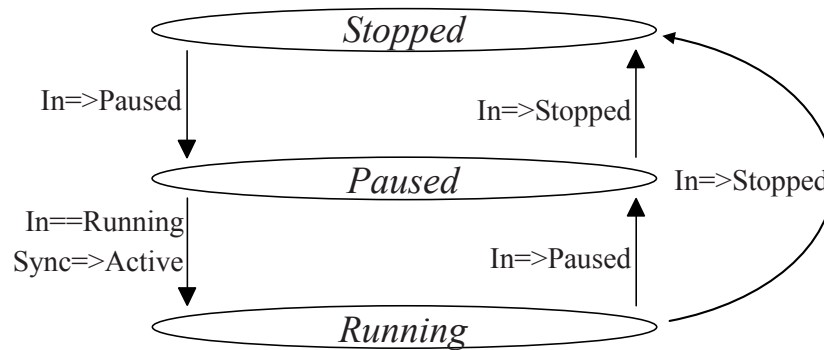 Stopped
In=>Paused
In=>Stopped
Paused
In=>Stopped
In==Running
Sync=>Active
In=>Paused
Running